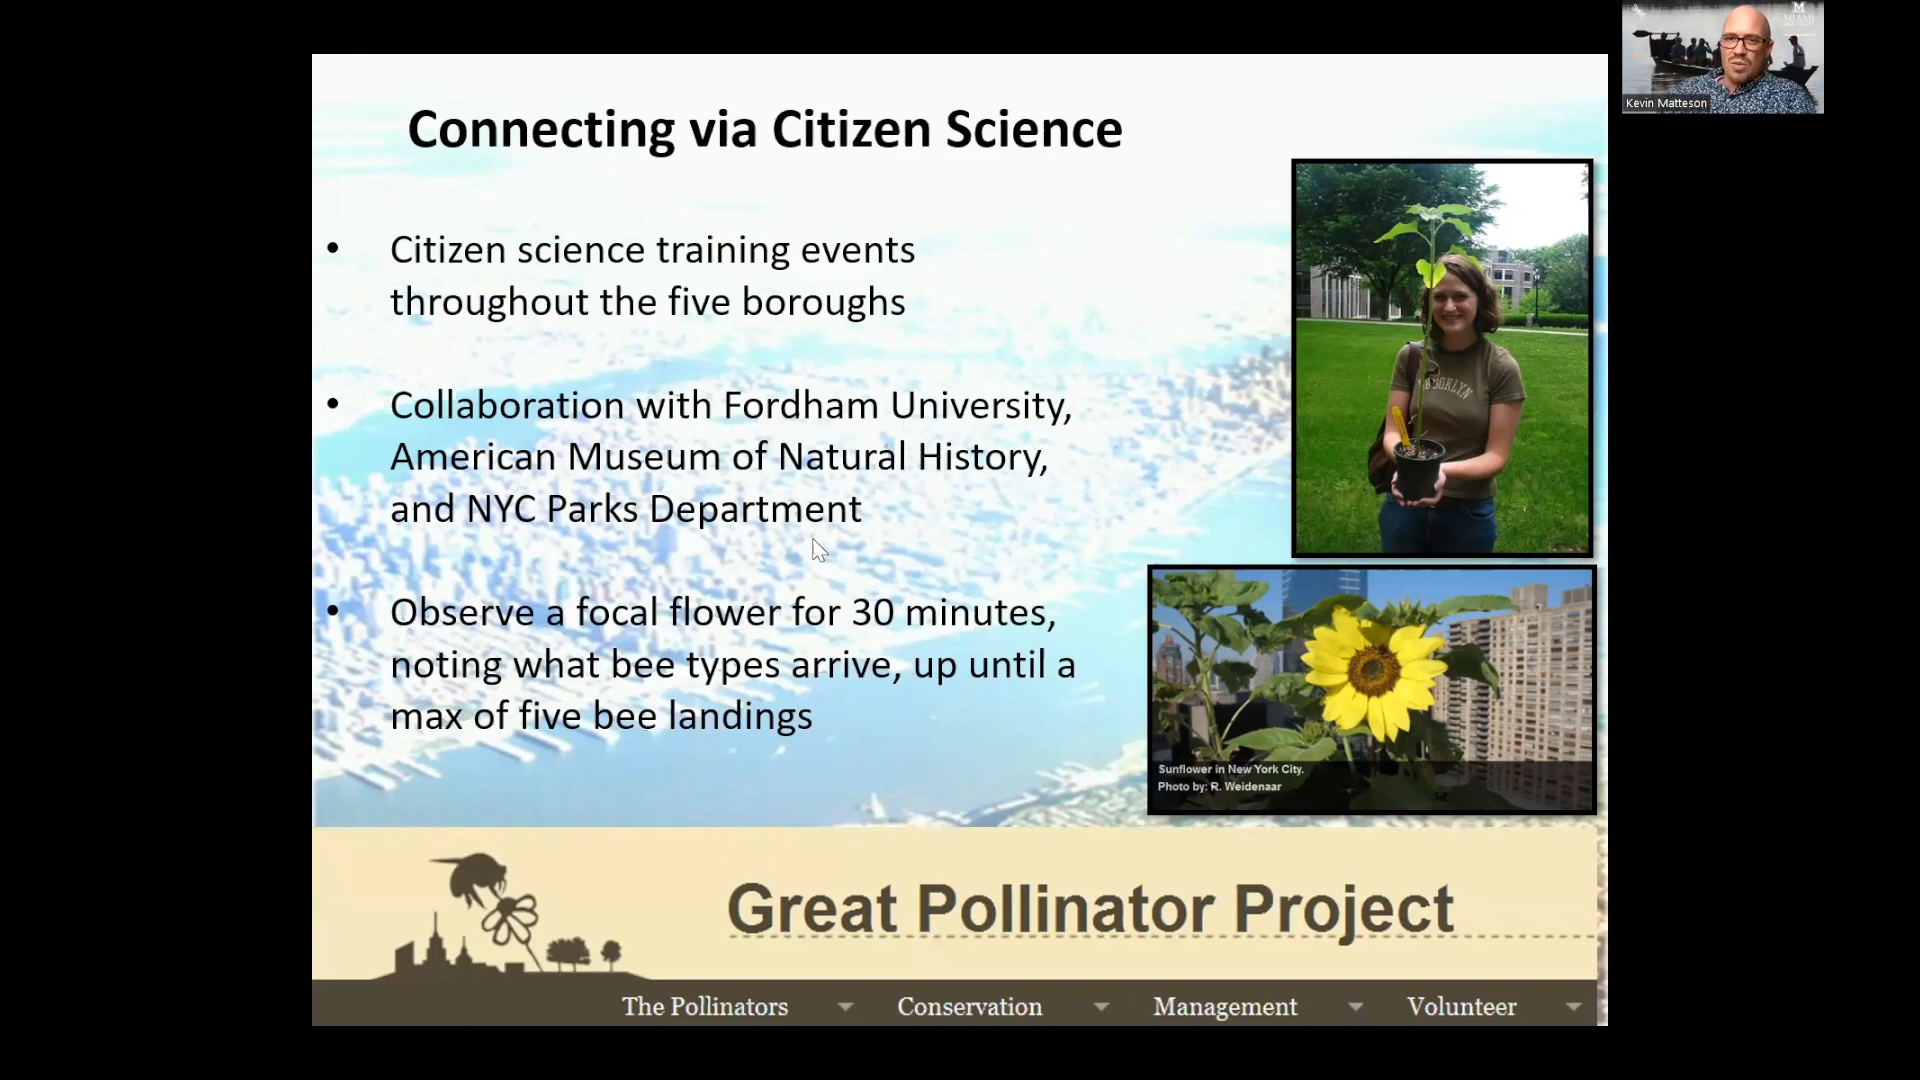 MIAMI
Kevin Matteson
Connecting via Citizen Science
• Citizen science training events
throughout the five boroughs
• Collaboration with Fordham University,
American Museum of Natural History,
and NYC Parks Department
• Observe a focal flower for 30 minutes,
noting what bee types arrive, up until a
max of five bee landings
BROOKLYN
Sunflower in New York City.
Photo by: R. Weidenaar
Great Pollinator Project
The Pollinators Conservation Management Volunteer